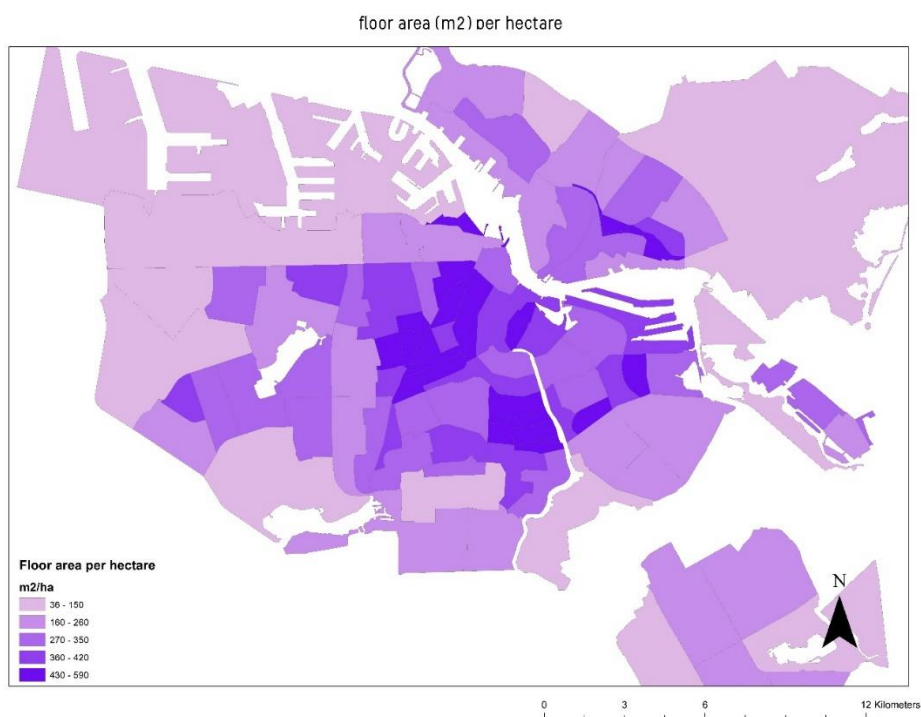 floor area (m2) per hectare
N
Floor area per hectare
m2/ha
36 - 150
160 - 260
270 - 350
360 - 420
430 - 590
0 3 6 12 Kilometers